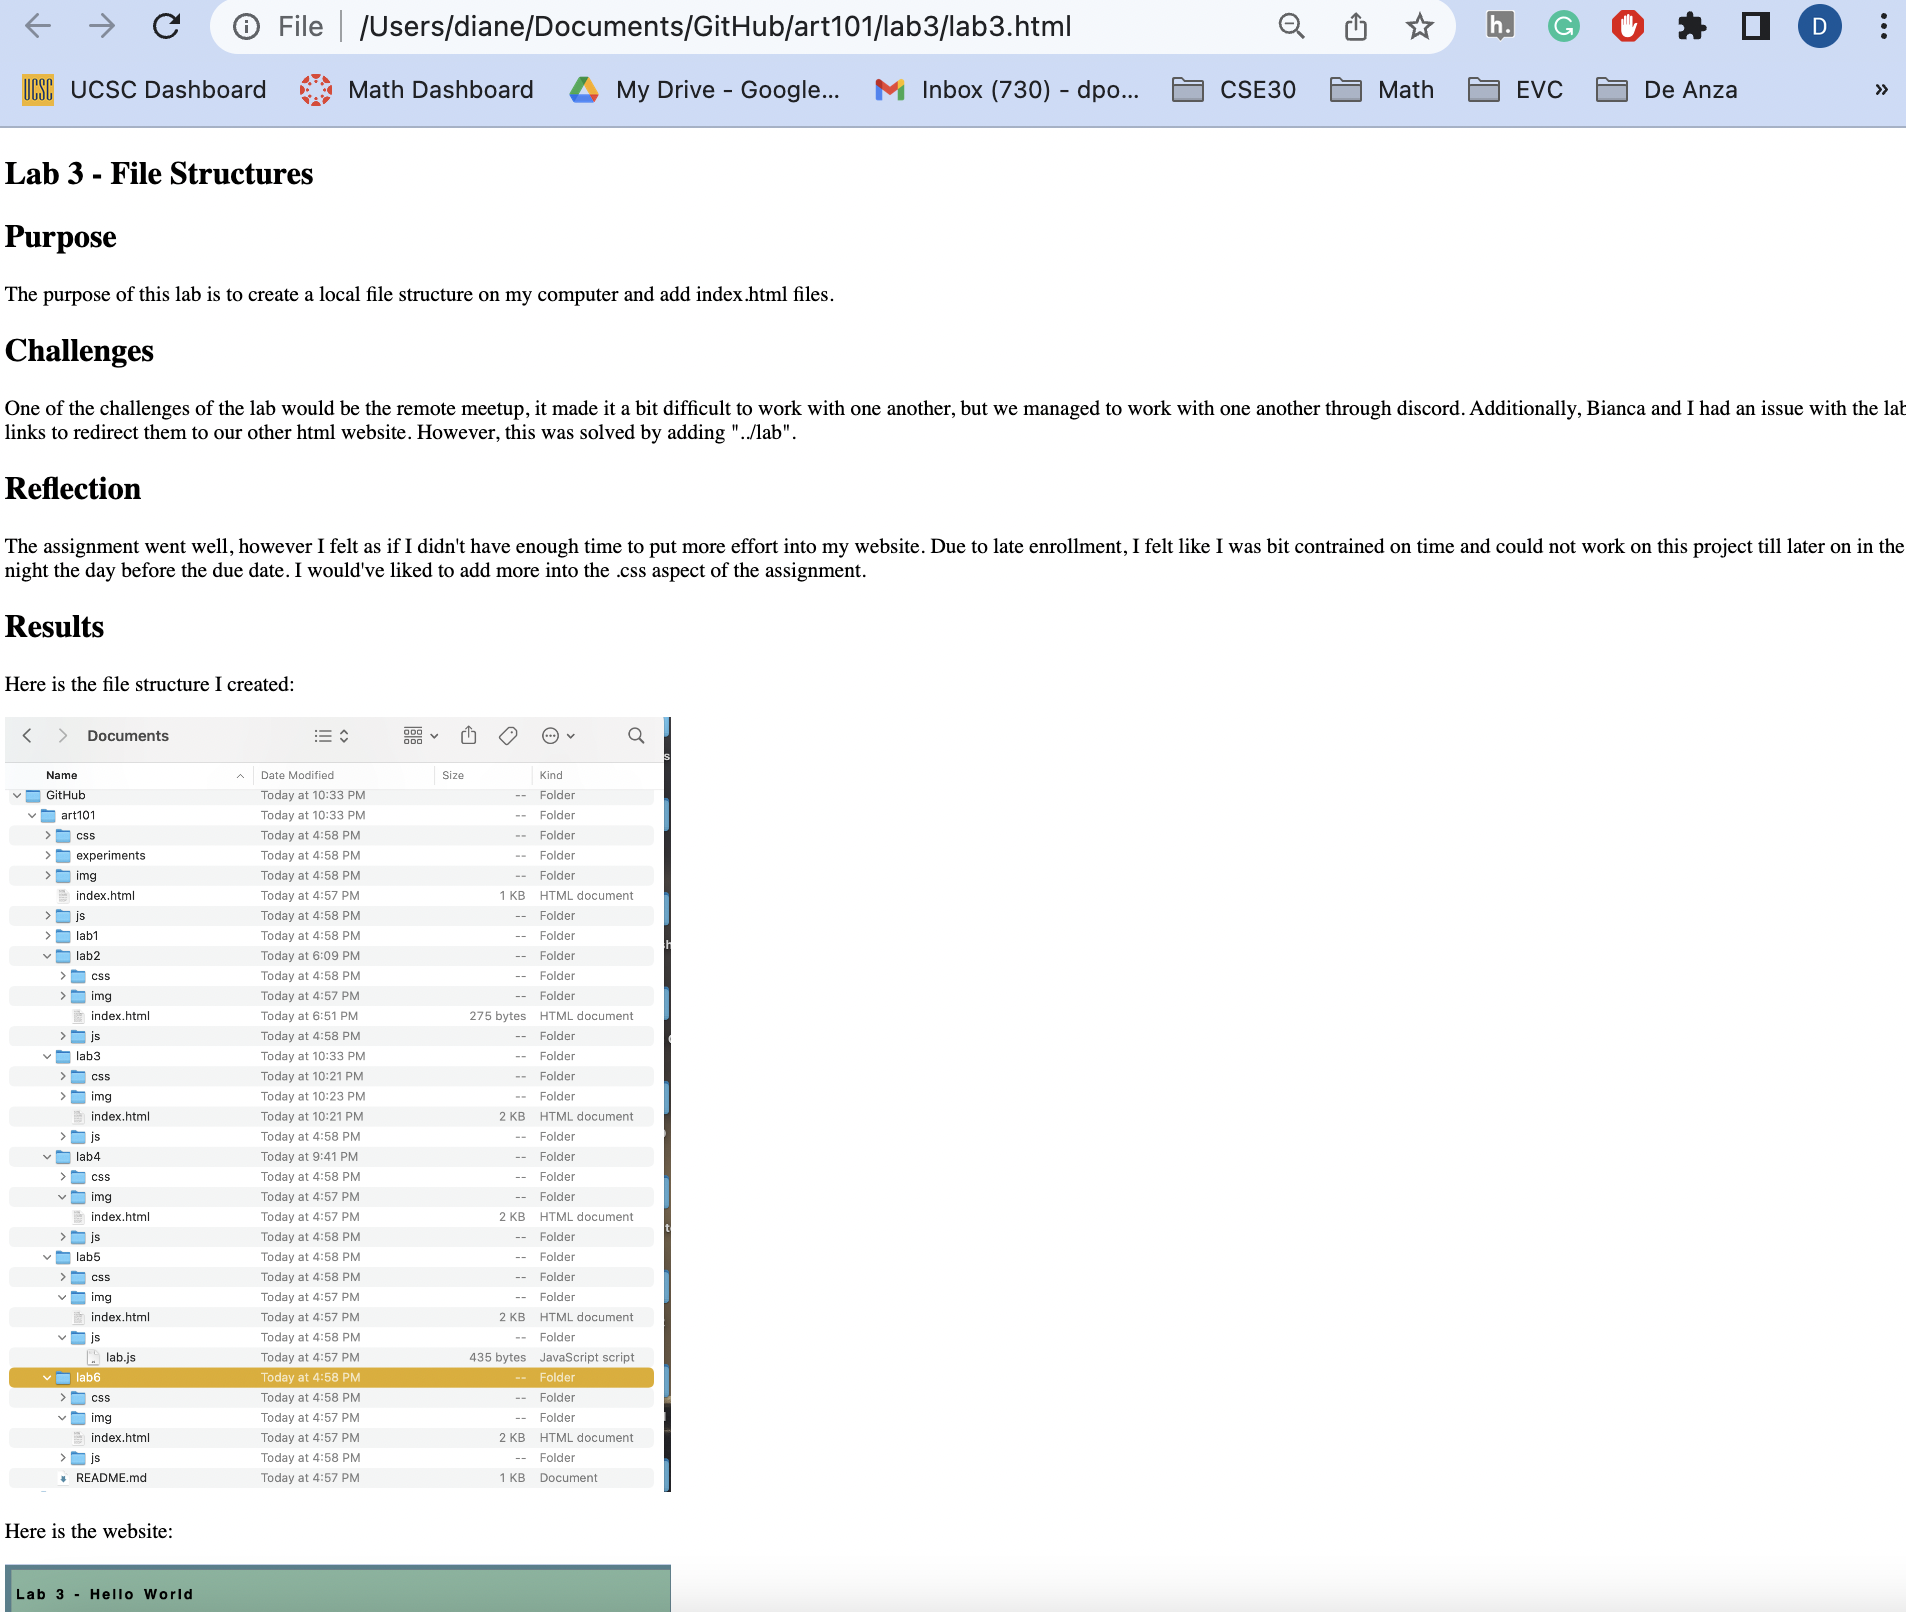 File /Users/diane/Documents/GitHub/art101/lab3/lab3.html h. G D
UCSC UCSC Dashboard Math Dashboard My Drive - Google... Inbox (730) - dpo... CSE30 Math EVC De Anza »
Lab 3 - File Structures
Purpose
The purpose of this lab is to create a local file structure on my computer and add index.html files.
Challenges
One of the challenges of the lab would be the remote meetup, it made it a bit difficult to work with one another, but we managed to work with one another through discord. Additionally, Bianca and I had an issue with the lab
links to redirect them to our other html website. However, this was solved by adding "../lab".
Reflection
The assignment went well, however I felt as if I didn't have enough time to put more effort into my website. Due to late enrollment, I felt like I was bit contrained on time and could not work on this project till later on in the
night the day before the due date. I would've liked to add more into the .css aspect of the assignment.
Results
Here is the file structure I created:
Documents
Name Date Modified Size Kind
GitHub Today at 10:33 PM -- Folder
art101 Today at 10:33 PM -- Folder
css Today at 4:58 PM -- Folder
experiments Today at 4:58 PM -- Folder
img Today at 4:58 PM -- Folder
index.html Today at 4:57 PM 1 KB HTML document
js Today at 4:58 PM -- Folder
lab1 Today at 4:58 PM -- Folder
lab2 Today at 6:09 PM -- Folder
css Today at 4:58 PM -- Folder
img Today at 4:57 PM -- Folder
index.html Today at 6:51 PM 275 bytes HTML document
js Today at 4:58 PM -- Folder
lab3 Today at 10:33 PM -- Folder
css Today at 10:21 PM -- Folder
img Today at 10:23 PM -- Folder
index.html Today at 10:21 PM 2 KB HTML document
js Today at 4:58 PM -- Folder
lab4 Today at 9:41 PM -- Folder
css Today at 4:58 PM -- Folder
img Today at 4:57 PM -- Folder
index.html Today at 4:57 PM 2 KB HTML document
js Today at 4:58 PM -- Folder
lab5 Today at 4:58 PM -- Folder
css Today at 4:58 PM -- Folder
img Today at 4:57 PM -- Folder
index.html Today at 4:57 PM 2 KB HTML document
js Today at 4:58 PM -- Folder
lab.js Today at 4:57 PM 435 bytes JavaScript script
lab6 Today at 4:58 PM -- Folder
css Today at 4:58 PM -- Folder
img Today at 4:57 PM -- Folder
index.html Today at 4:57 PM 2 KB HTML document
js Today at 4:58 PM -- Folder
README.md Today at 4:57 PM 1 KB Document
Here is the website:
Lab 3 - Hello World